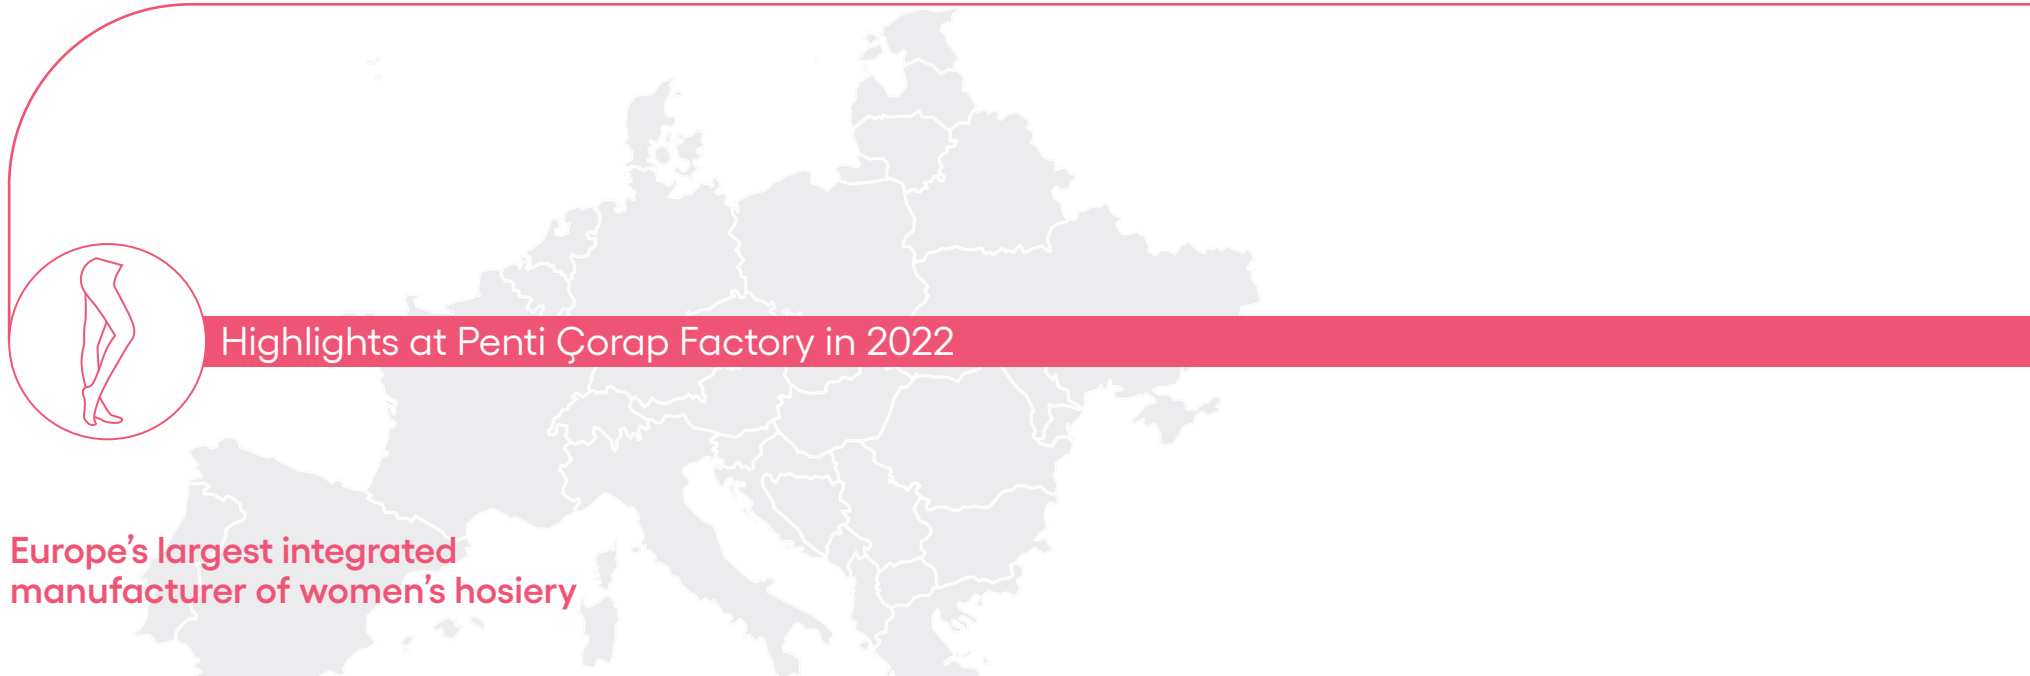 Highlights at Penti Çorap Factory in 2022
Europe's largest integrated
manufacturer of women's hosiery